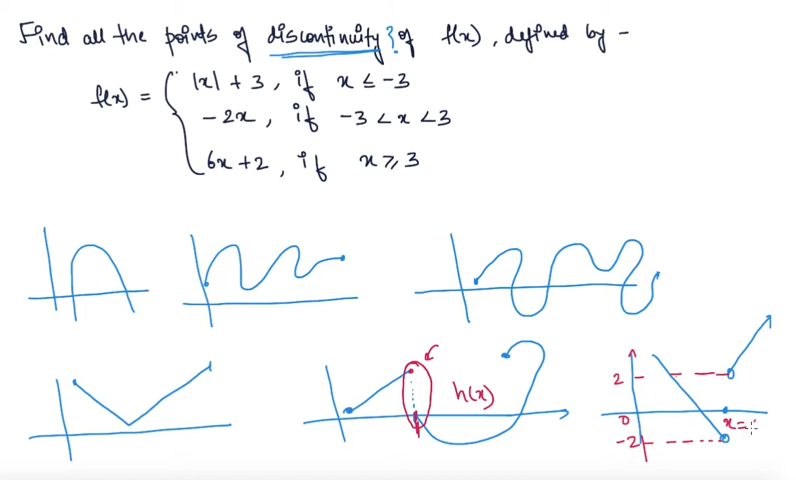 Find all the points of discontinuity? of f(x), defined by –
f(x) = { |x| + 3, if x ≤ -3
-2x, if -3 < x < 3
6x + 2, if x ≥ 3
h(x)
2
0
x=
-2